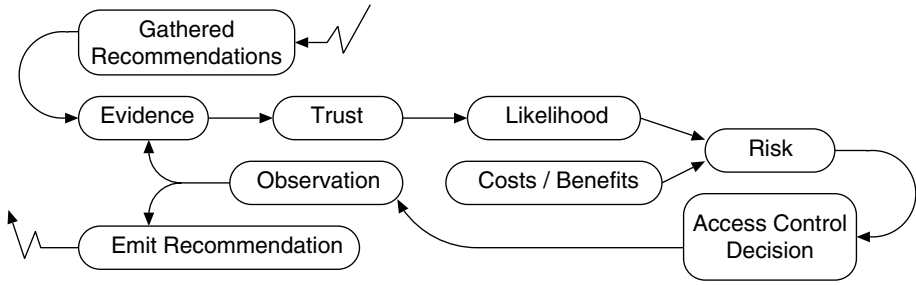 Gathered
Recommendations
Evidence
Trust
Likelihood
Risk
Observation
Costs / Benefits
Access Control
Decision
Emit Recommendation